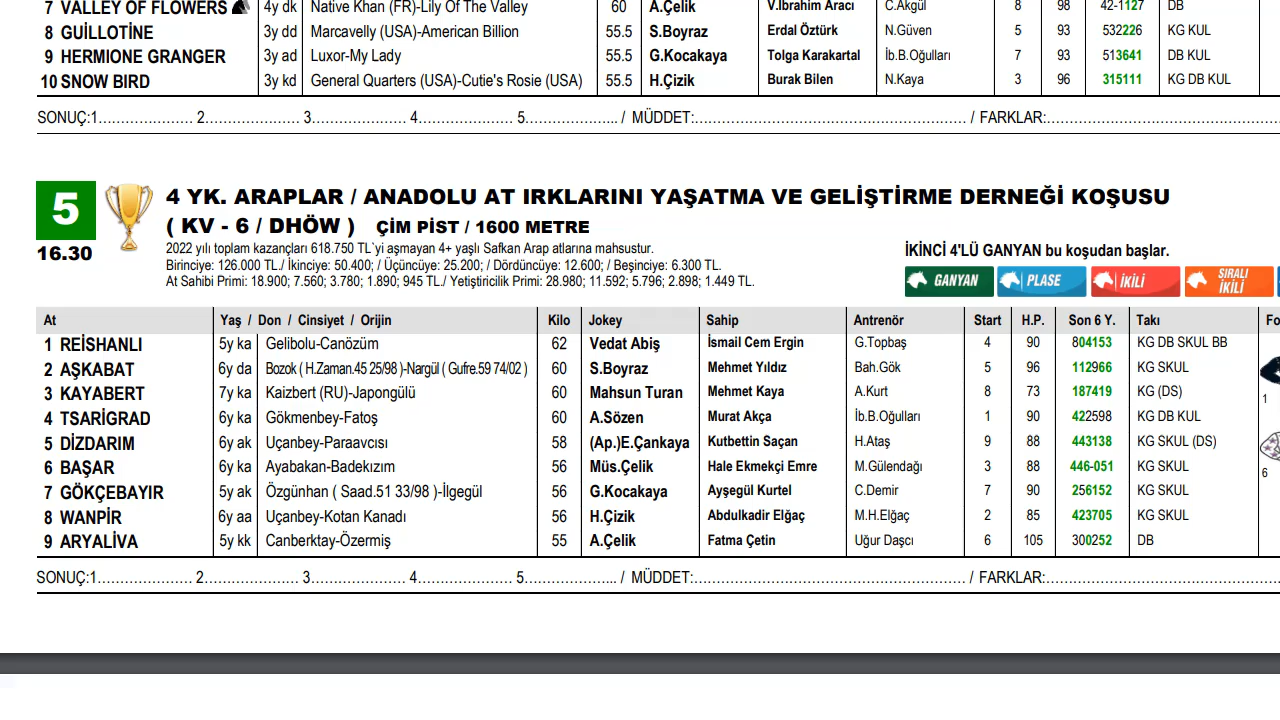 7 VALLEY OF FLOWERS 4y dk Native Khan (FR)-Lily Of The Valley 60 A.Çelik V.İbrahim Aracı C.Akgül 8 98 42-1127 DB
8 GUİLLOTİNE 3y dd Marcavelly (USA)-American Billion 55.5 S.Boyraz Erdal Öztürk N.Güven 5 93 532226 KG KUL
9 HERMIONE GRANGER 3y ad Luxor-My Lady 55.5 G.Kocakaya Tolga Karakartal İb.B.Oğulları 7 93 513641 DB KUL
10 SNOW BIRD 3y kd General Quarters (USA)-Cutie's Rosie (USA) 55.5 H.Çizik Burak Bilen N.Kaya 3 96 315111 KG DB KUL
SONUÇ:1..................... 2..................... 3..................... 4..................... 5..................... / MÜDDET:............................................................ / FARKLAR:....................................................
5 4 YK. ARAPLAR / ANADOLU AT IRKLARINI YAŞATMA VE GELİŞTİRME DERNEĞİ KOŞUSU
16.30 ( KV - 6 / DHÖW ) ÇİM PİST / 1600 METRE
2022 yılı toplam kazançları 618.750 TL`yi aşmayan 4+ yaşlı Safkan Arap atlarına mahsustur.
Birinciye: 126.000 TL./ İkinciye: 50.400; / Üçüncüye: 25.200; / Dördüncüye: 12.600; / Beşinciye: 6.300 TL.
At Sahibi Primi: 18.900; 7.560; 3.780; 1.890; 945 TL./ Yetiştiricilik Primi: 28.980; 11.592; 5.796; 2.898; 1.449 TL.
İKİNCİ 4'LÜ GANYAN bu koşudan başlar.
GANYAN PLASE İKİLİ SIRALI İKİLİ
At Yaş / Don / Cinsiyet / Orijin Kilo Jokey Sahip Antrenör Start H.P. Son 6 Y. Takı Fo
1 REİSHANLI 5y ka Gelibolu-Canözüm 62 Vedat Abiş İsmail Cem Ergin G.Topbaş 4 90 804153 KG DB SKUL BB
2 AŞKABAT 6y da Bozok ( H.Zaman.45 25/98 )-Nargül ( Gufre.59 74/02 ) 60 S.Boyraz Mehmet Yıldız Bah.Gök 5 96 112966 KG SKUL
3 KAYABERT 7y ka Kaizbert (RU)-Japongülü 60 Mahsun Turan Mehmet Kaya A.Kurt 8 73 187419 KG (DS)
4 TSARİGRAD 6y ka Gökmenbey-Fatoş 60 A.Sözen Murat Akça İb.B.Oğulları 1 90 422598 KG DB KUL
5 DİZDARIM 6y ak Uçanbey-Paraavcısı 58 (Ap.)E.Çankaya Kutbettin Saçan H.Ataş 9 88 443138 KG SKUL (DS)
6 BAŞAR 6y ka Ayabakan-Badekızım 56 Müs.Çelik Hale Ekmekçi Emre M.Gülendağı 3 88 446-051 KG SKUL
7 GÖKÇEBAYIR 5y ak Özgünhan ( Saad.51 33/98 )-İlgegül 56 G.Kocakaya Ayşegül Kurtel C.Demir 7 90 256152 KG SKUL
8 WANPİR 6y aa Uçanbey-Kotan Kanadı 56 H.Çizik Abdulkadir Elğaç M.H.Elğaç 2 85 423705 KG SKUL
9 ARYALİVA 5y kk Canberktay-Özermiş 55 A.Çelik Fatma Çetin Uğur Daşcı 6 105 300252 DB
1
6
SONUÇ:1..................... 2..................... 3..................... 4..................... 5..................... / MÜDDET:............................................................ / FARKLAR:....................................................